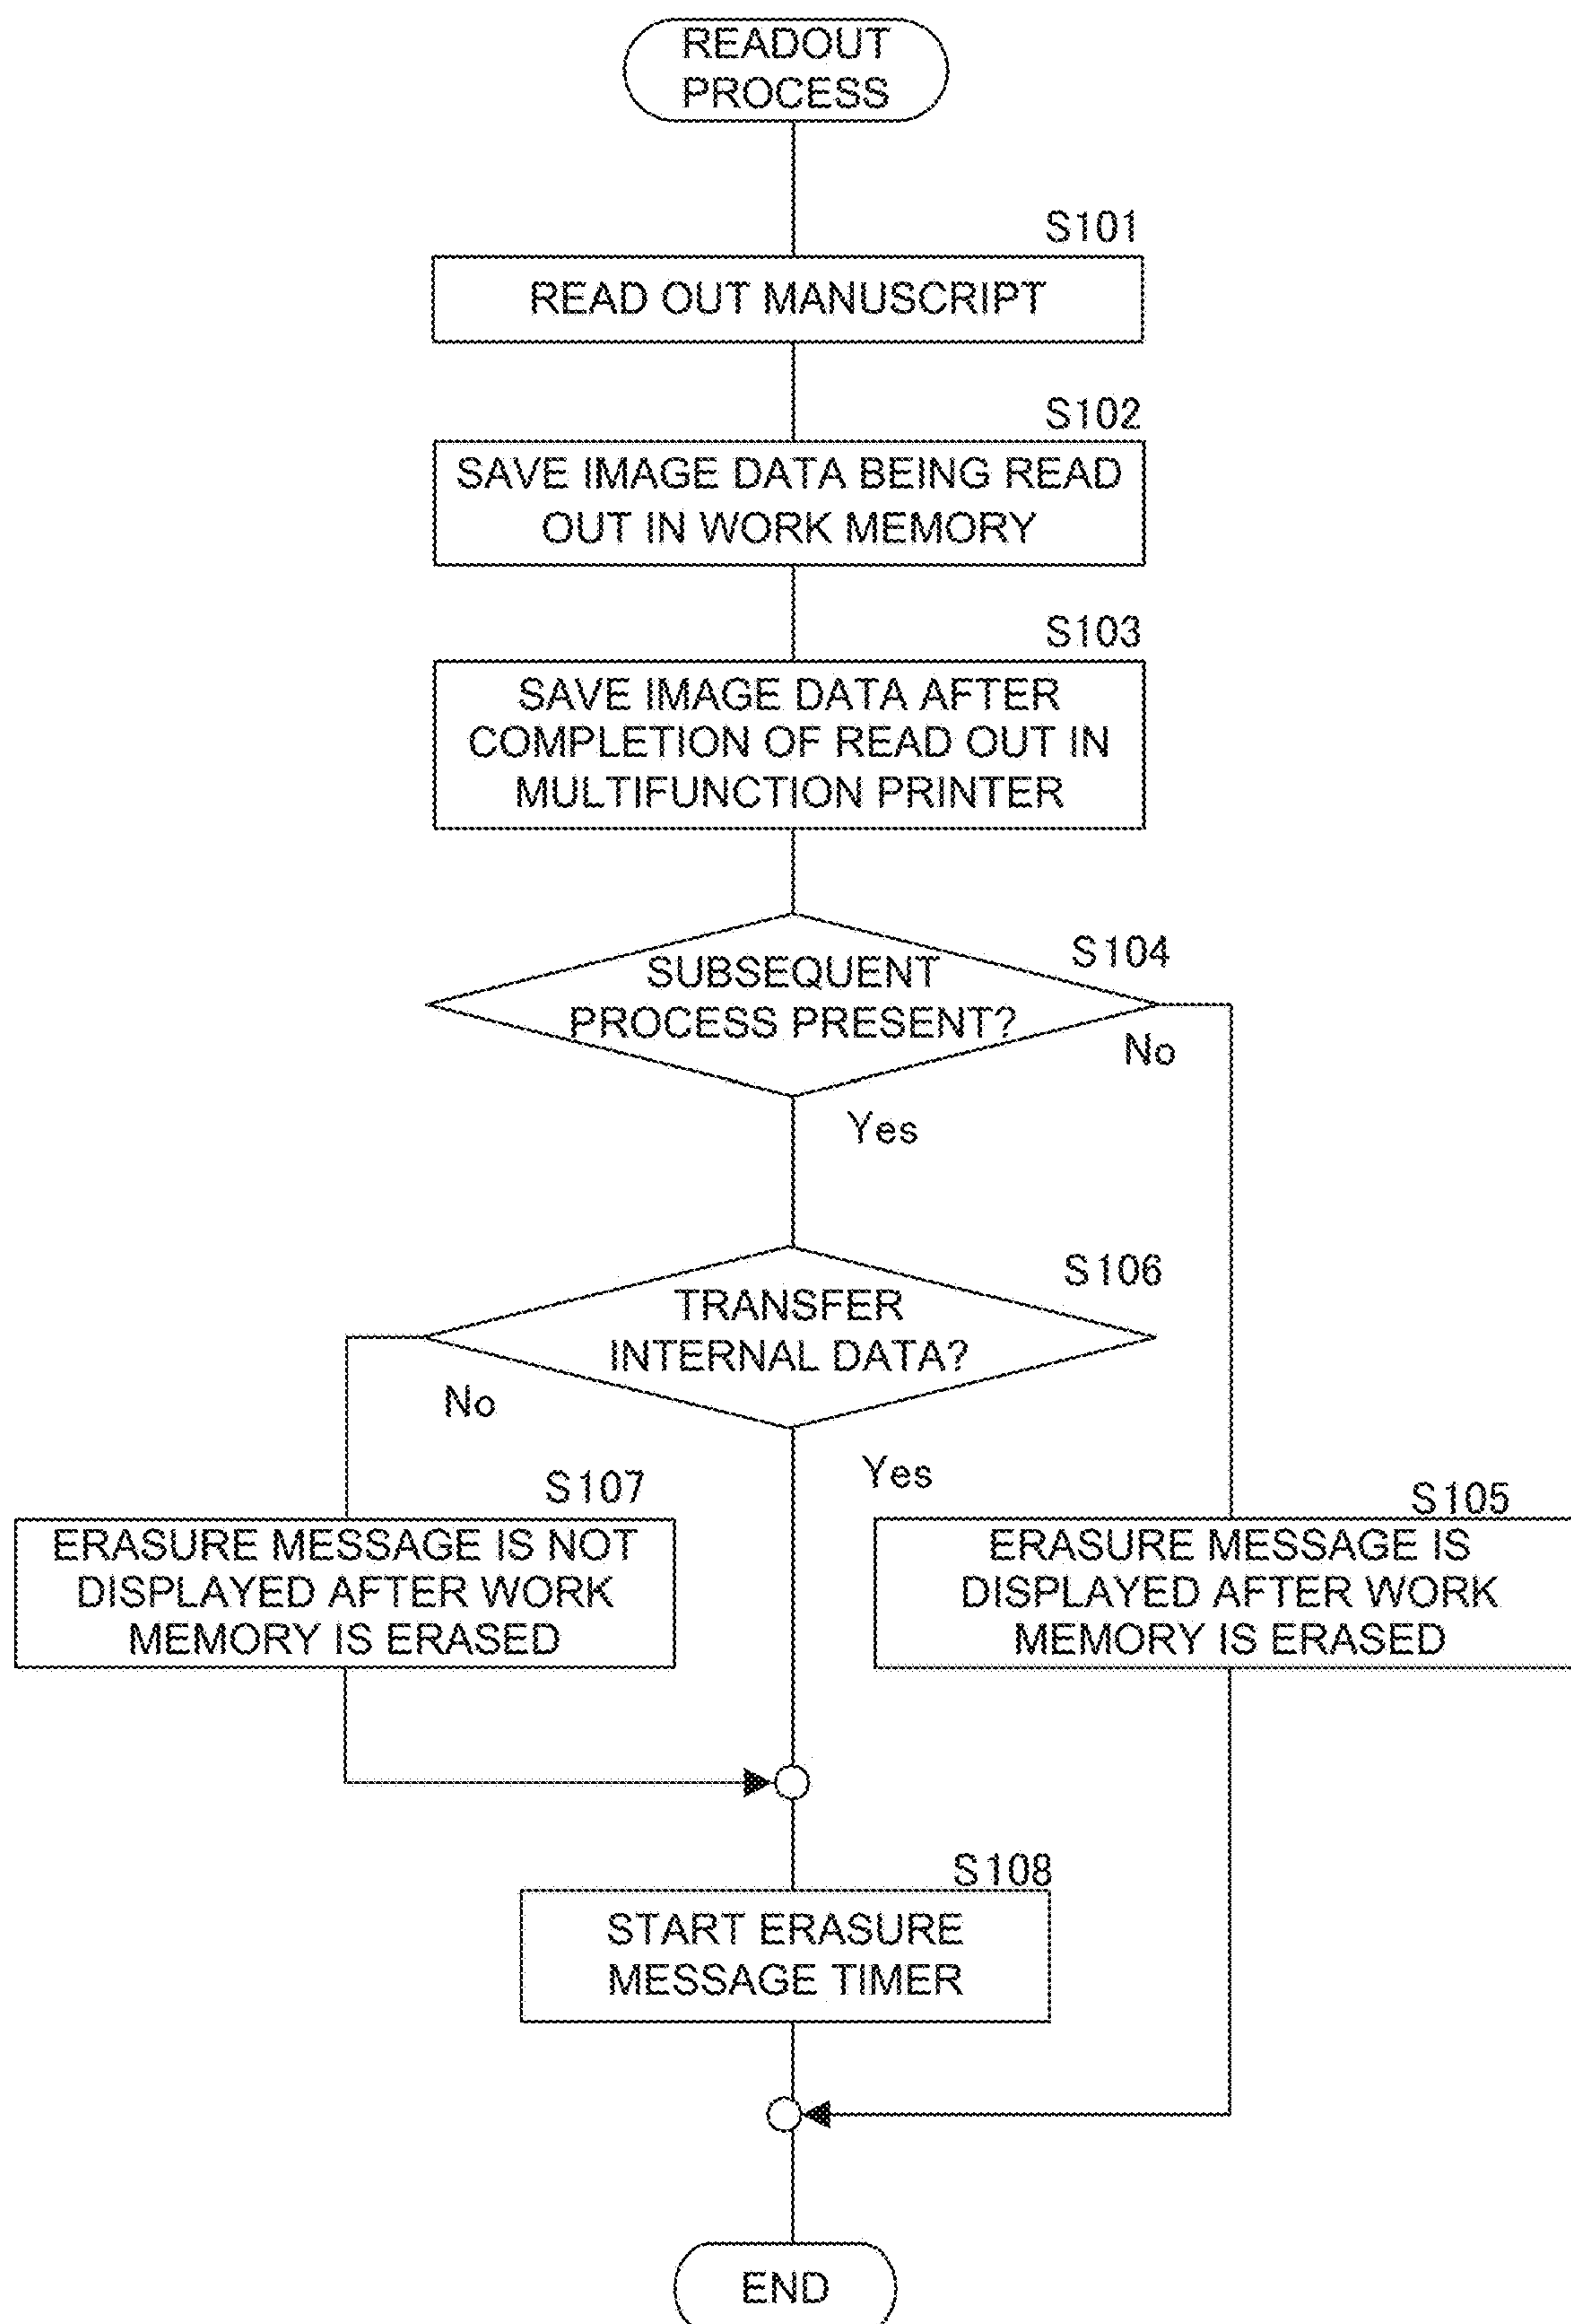 READOUT
PROCESS
S101
READ OUT MANUSCRIPT
S102
SAVE IMAGE DATA BEING READ
OUT IN WORK MEMORY
S103
SAVE IMAGE DATA AFTER
COMPLETION OF READ OUT IN
MULTIFUNCTION PRINTER
S104
SUBSEQUENT
PROCESS PRESENT?
No
Yes
S106
TRANSFER
INTERNAL DATA?
No
Yes
S107
ERASURE MESSAGE IS NOT
DISPLAYED AFTER WORK
MEMORY IS ERASED
S105
ERASURE MESSAGE IS
DISPLAYED AFTER WORK
MEMORY IS ERASED
S108
START ERASURE
MESSAGE TIMER
END